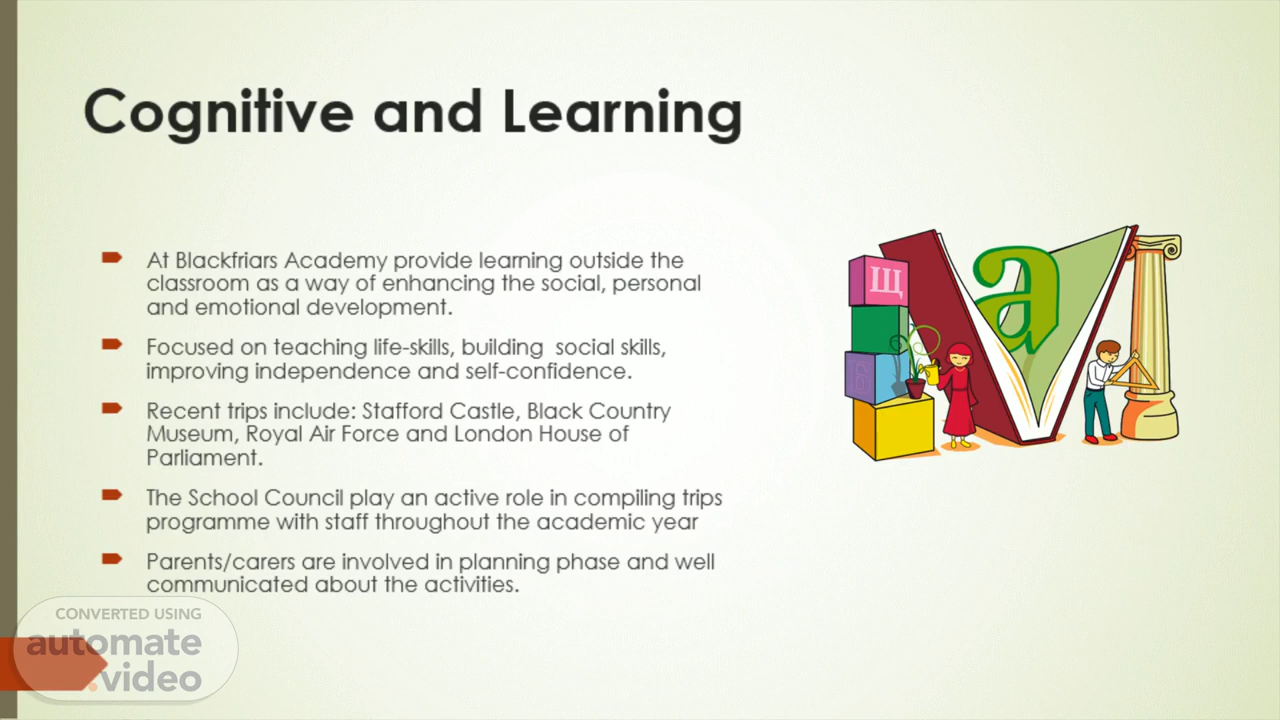 Cognitive and Learning
At Blackfriars Academy provide learning outside the
classroom as a way of enhancing the social, personal
and emotional development.
Focused on teaching life-skills, building  social skills,
improving independence and self-confidence.
Recent trips include: Stafford Castle, Black Country
Museum, Royal Air Force and London House of
Parliament.
The School Council play an active role in compiling trips
programme with staff throughout the academic year
Parents/carers are involved in planning phase and well
communicated about the activities.
Щ
a
CONVERTED USING
automate
.video